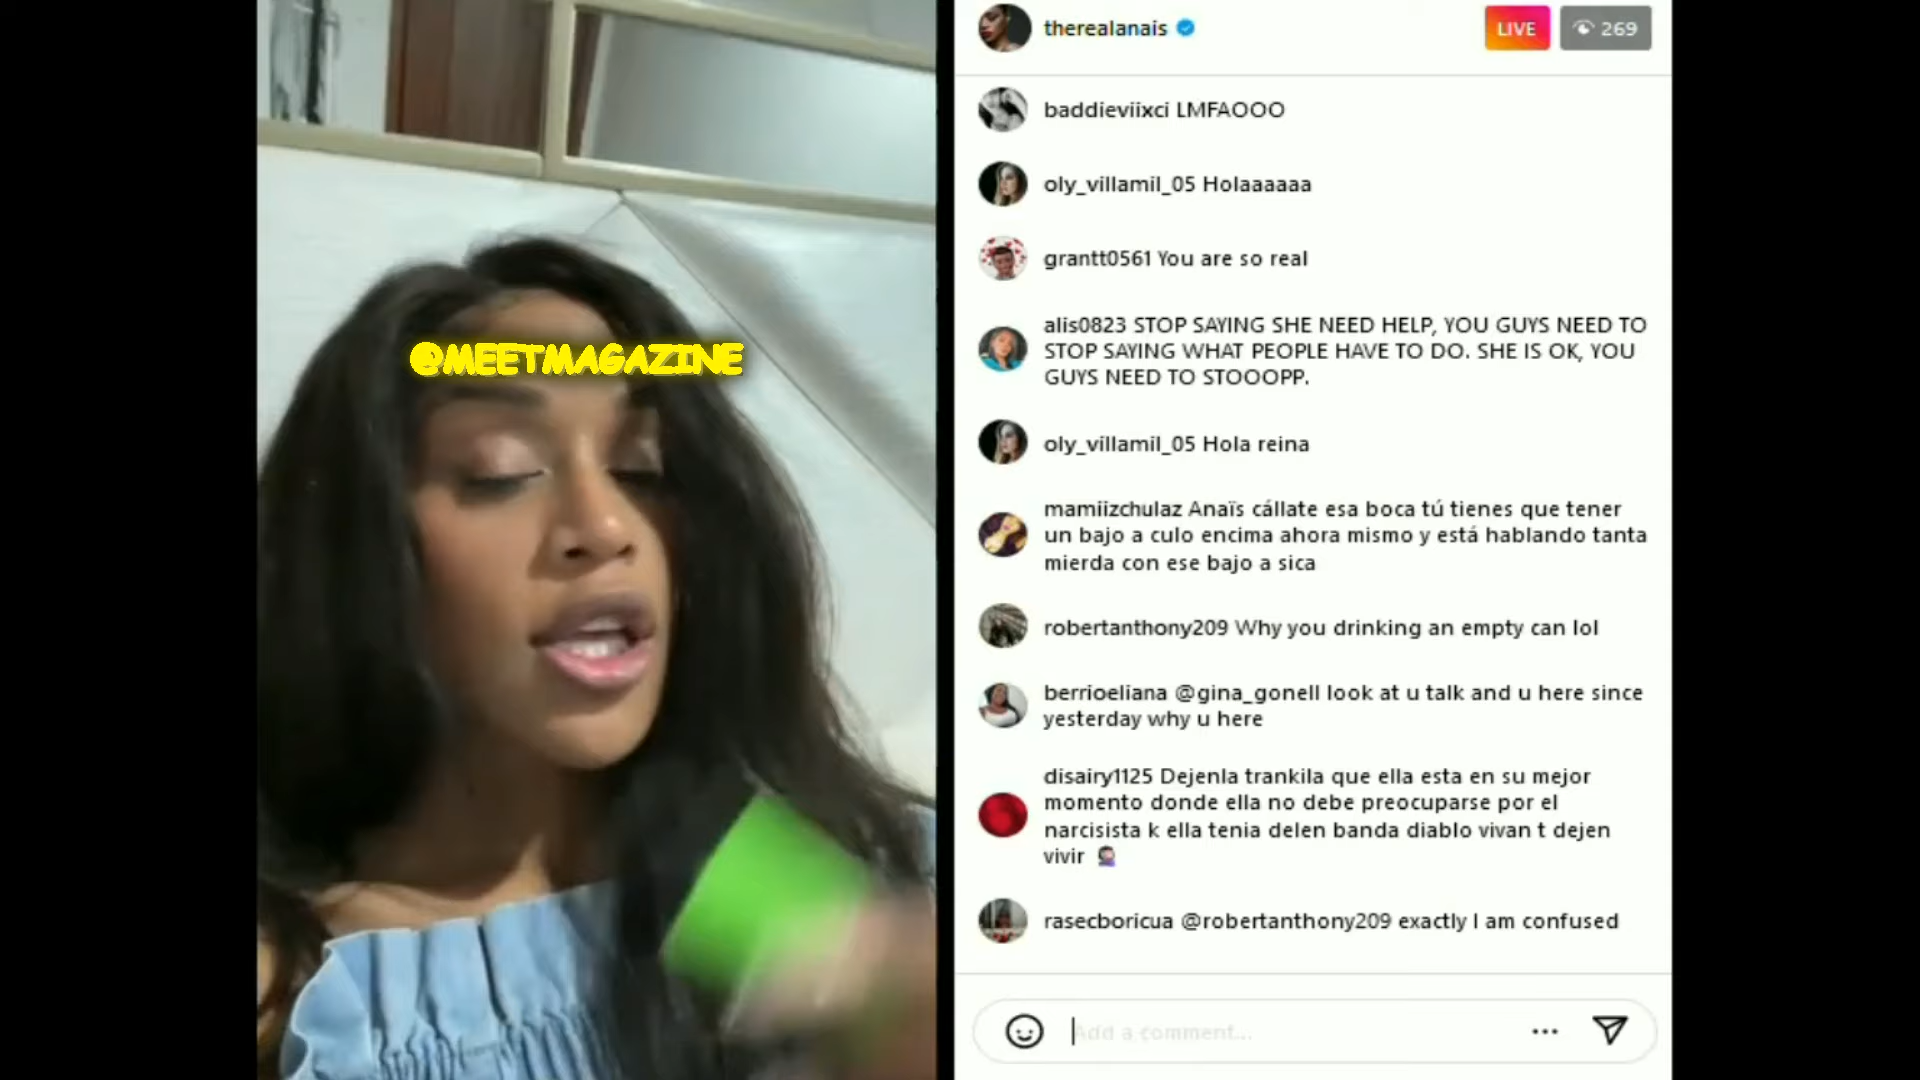 @MEETMAGAZINE
therealanais
LIVE
269
baddieviixci LMFAOOO
oly_villamil_05 Holaaaaaa
grantt0561 You are so real
alis0823 STOP SAYING SHE NEED HELP, YOU GUYS NEED TO
STOP SAYING WHAT PEOPLE HAVE TO DO. SHE IS OK, YOU
GUYS NEED TO STOOOPP.
oly_villamil_05 Hola reina
mamiizchulaz Anaïs cállate esa boca tú tienes que tener
un bajo a culo encima ahora mismo y está hablando tanta
mierda con ese bajo a sica
robertanthony209 Why you drinking an empty can lol
berrioeliana @gina_gonell look at u talk and u here since
yesterday why u here
disairy1125 Dejenla trankila que ella esta en su mejor
momento donde ella no debe preocuparse por el
narcisista k ella tenia delen banda diablo vivan t dejen
vivir
rasecboricua @robertanthony209 exactly I am confused
Add a comment...